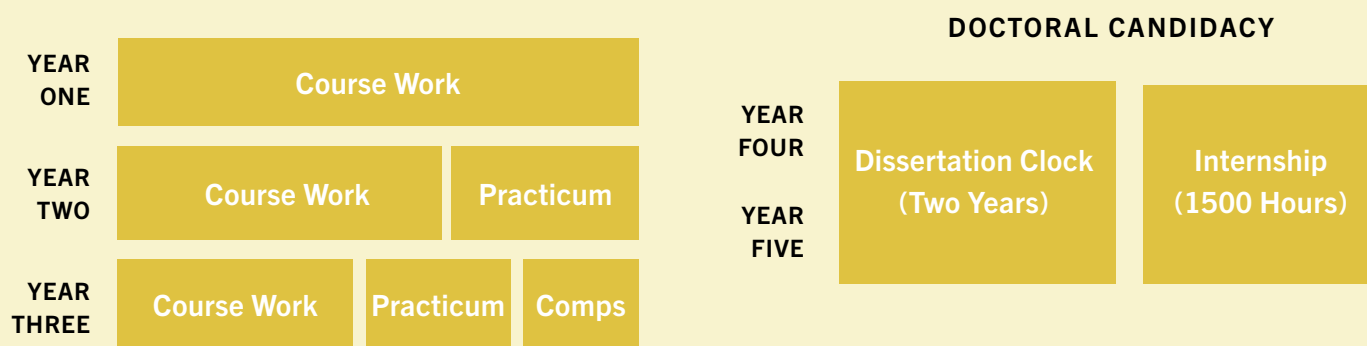 YEAR
ONE
Course Work
YEAR
TWO
Course Work
Practicum
YEAR
THREE
Course Work
Practicum
Comps
DOCTORAL CANDIDACY
YEAR
FOUR
YEAR
FIVE
Dissertation Clock
(Two Years)
Internship
(1500 Hours)